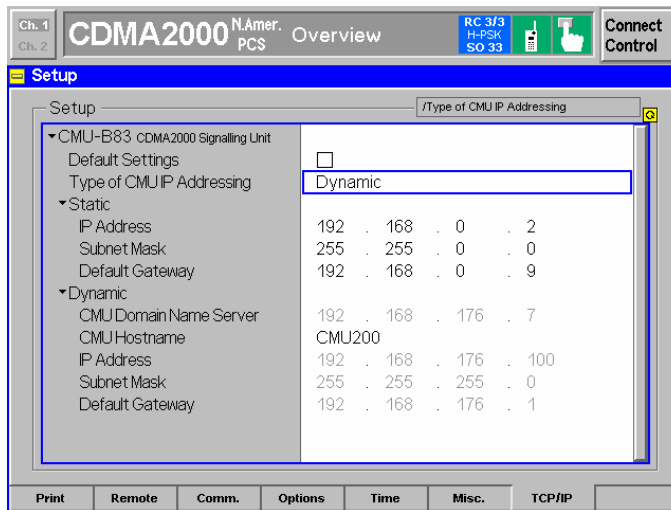 Ch. 1
Ch. 2
CDMA2000 N.Amer. PCS Overview
RC 3/3
H-PSK
SO 33
Connect Control
Setup
Setup
/Type of CMU IP Addressing
CMU-B83 CDMA2000 Signalling Unit
Default Settings
Type of CMU IP Addressing Dynamic
Static
IP Address 192 . 168 . 0 . 2
Subnet Mask 255 . 255 . 0 . 0
Default Gateway 192 . 168 . 0 . 9
Dynamic
CMU Domain Name Server 192 . 168 . 176 . 7
CMU Hostname CMU200
IP Address 192 . 168 . 176 . 100
Subnet Mask 255 . 255 . 255 . 0
Default Gateway 192 . 168 . 176 . 1
Print Remote Comm. Options Time Misc. TCP/IP